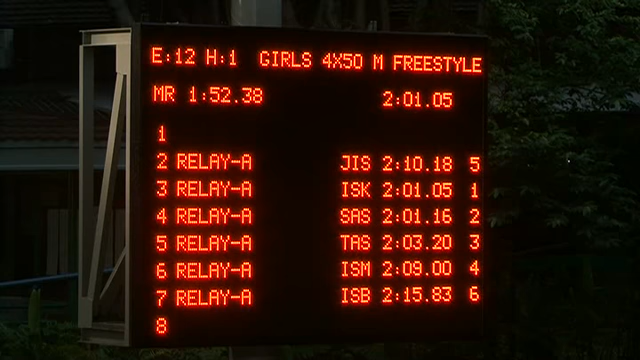 E:12 H:1 GIRLS 4X50 M FREESTYLE
MR 1:52.38 2:01.05
1
2 RELAY-A JIS 2:10.18 5
3 RELAY-A ISK 2:01.05 1
4 RELAY-A SAS 2:01.16 2
5 RELAY-A TAS 2:03.20 3
6 RELAY-A ISM 2:09.00 4
7 RELAY-A ISB 2:15.83 6
8